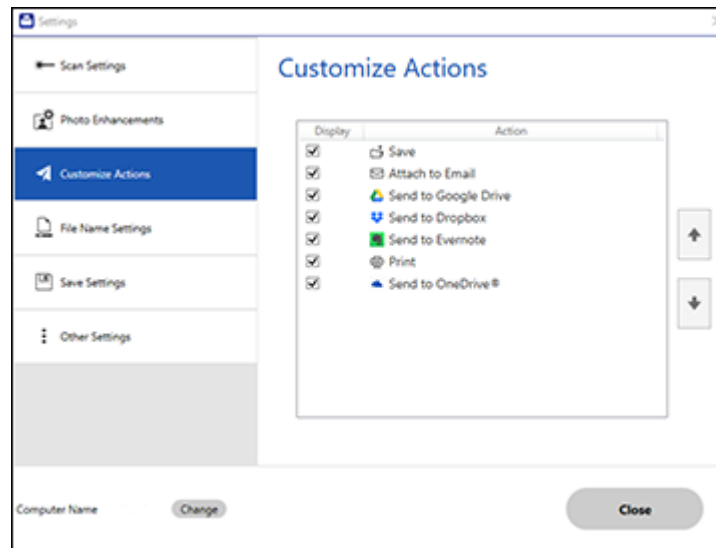 Settings
Scan Settings
Photo Enhancements
Customize Actions
File Name Settings
Save Settings
Other Settings
Customize Actions
Display Action
Save
Attach to Email
Send to Google Drive
Send to Dropbox
Send to Evernote
Print
Send to OneDrive®
Computer Name Change
Close